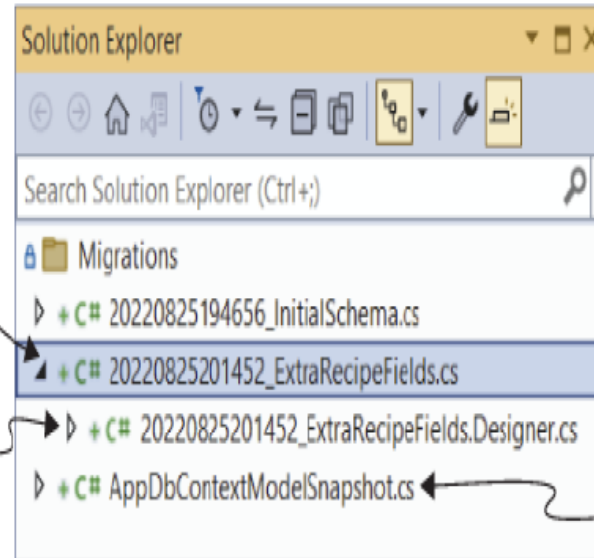 Solution Explorer
Search Solution Explorer (Ctrl+;)
Migrations
+ C# 20220825194656_InitialSchema.cs
+ C# 20220825201452_ExtraRecipeFields.cs
+ C# 20220825201452_ExtraRecipeFields.Designer.cs
+ C# AppDbContextModelSnapshot.cs